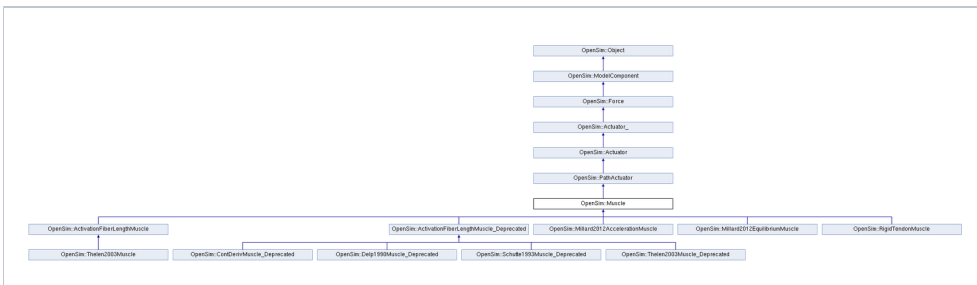 OpenSim::Object
OpenSim::ModelComponent
OpenSim::Force
OpenSim::Actuator_
OpenSim::Actuator
OpenSim::PathActuator
OpenSim::Muscle
OpenSim::ActivationFiberLengthMuscle
OpenSim::ActivationFiberLengthMuscle_Deprecated
OpenSim::Millard2012AccelerationMuscle
OpenSim::Millard2012EquilibriumMuscle
OpenSim::RigidTendonMuscle
OpenSim::Thelen2003Muscle
OpenSim::ContDerivMuscle_Deprecated
OpenSim::Delp1990Muscle_Deprecated
OpenSim::Schutte1993Muscle_Deprecated
OpenSim::Thelen2003Muscle_Deprecated